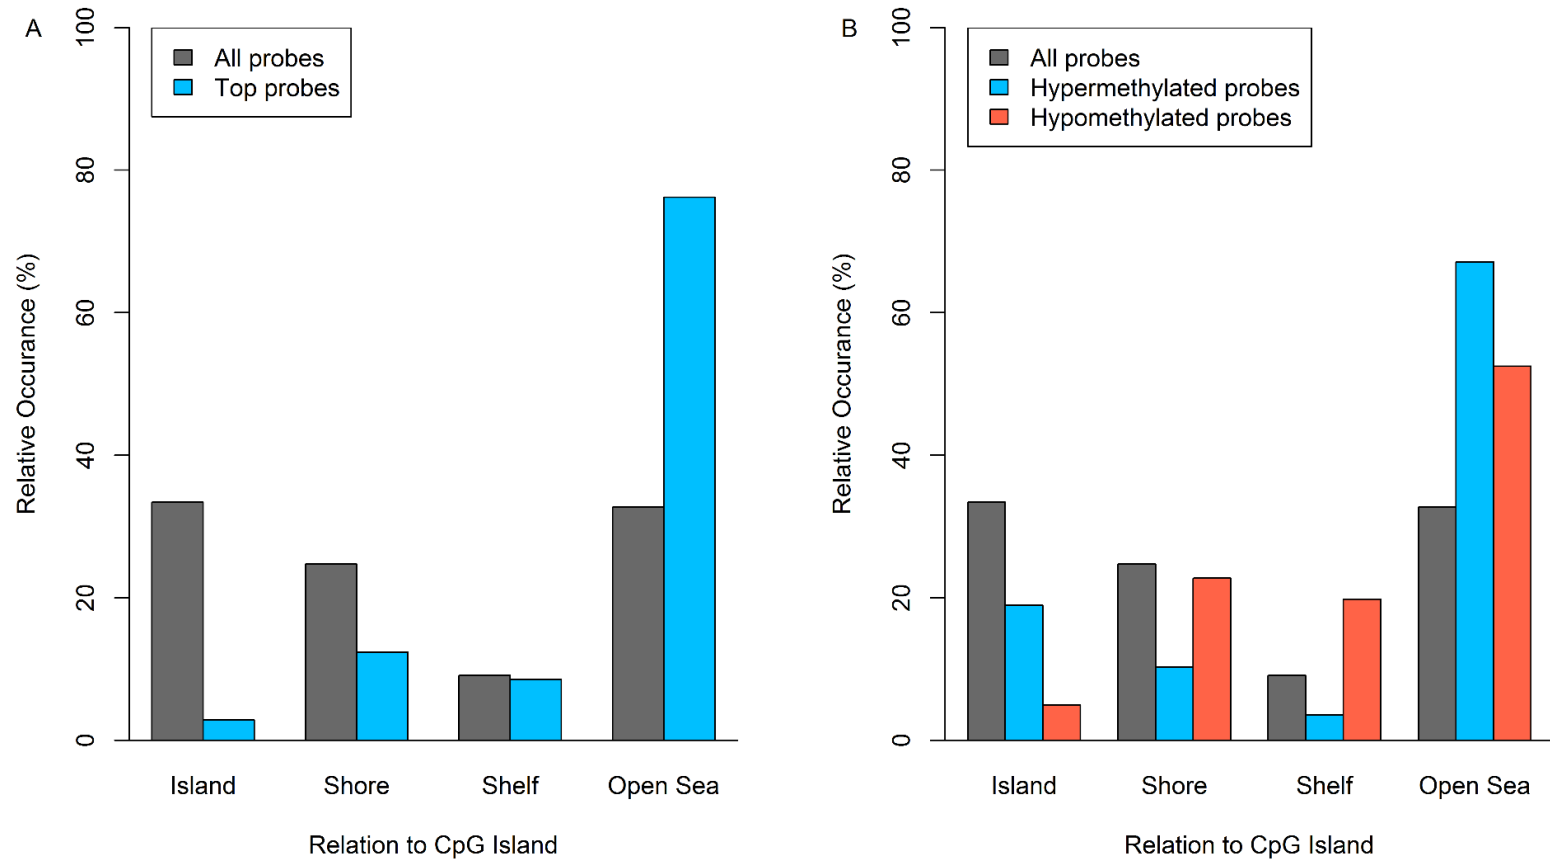 A
All probes
Top probes
Relative Occurance (%)
0
20
40
60
80
100
Island
Shore
Shelf
Open Sea
Relation to CpG Island
B
All probes
Hypermethylated probes
Hypomethylated probes
Relative Occurance (%)
0
20
40
60
80
100
Island
Shore
Shelf
Open Sea
Relation to CpG Island